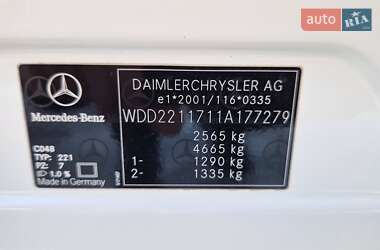 auto RIA
DAIMLERCHRYSLER AG
e1*2001/116*0335
WDD2211711A177279
2565 kg
4665 kg
1- 1290 kg
2- 1335 kg
Mercedes-Benz
C048
TYP: 221
PZ: 7
1.0 %
Made in Germany